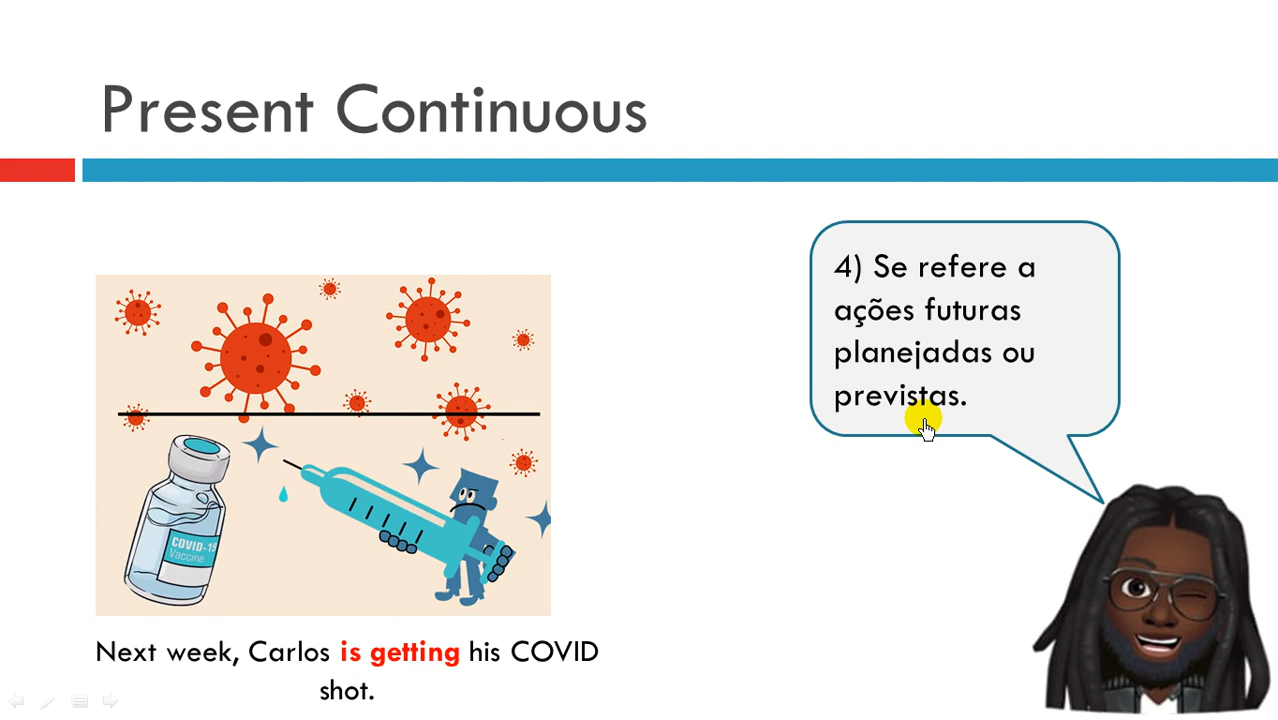 Present Continuous
4) Se refere a
ações futuras
planejadas ou
previstas.
COVID-19
Vaccine
Next week, Carlos is getting his COVID
shot.